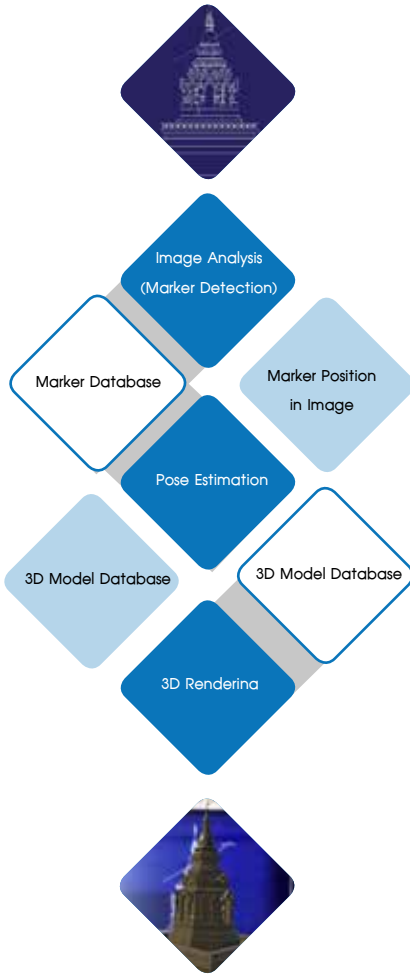 Image Analysis
(Marker Detection)
Marker Database
Marker Position
in Image
Pose Estimation
3D Model Database
3D Model Database
3D Renderina